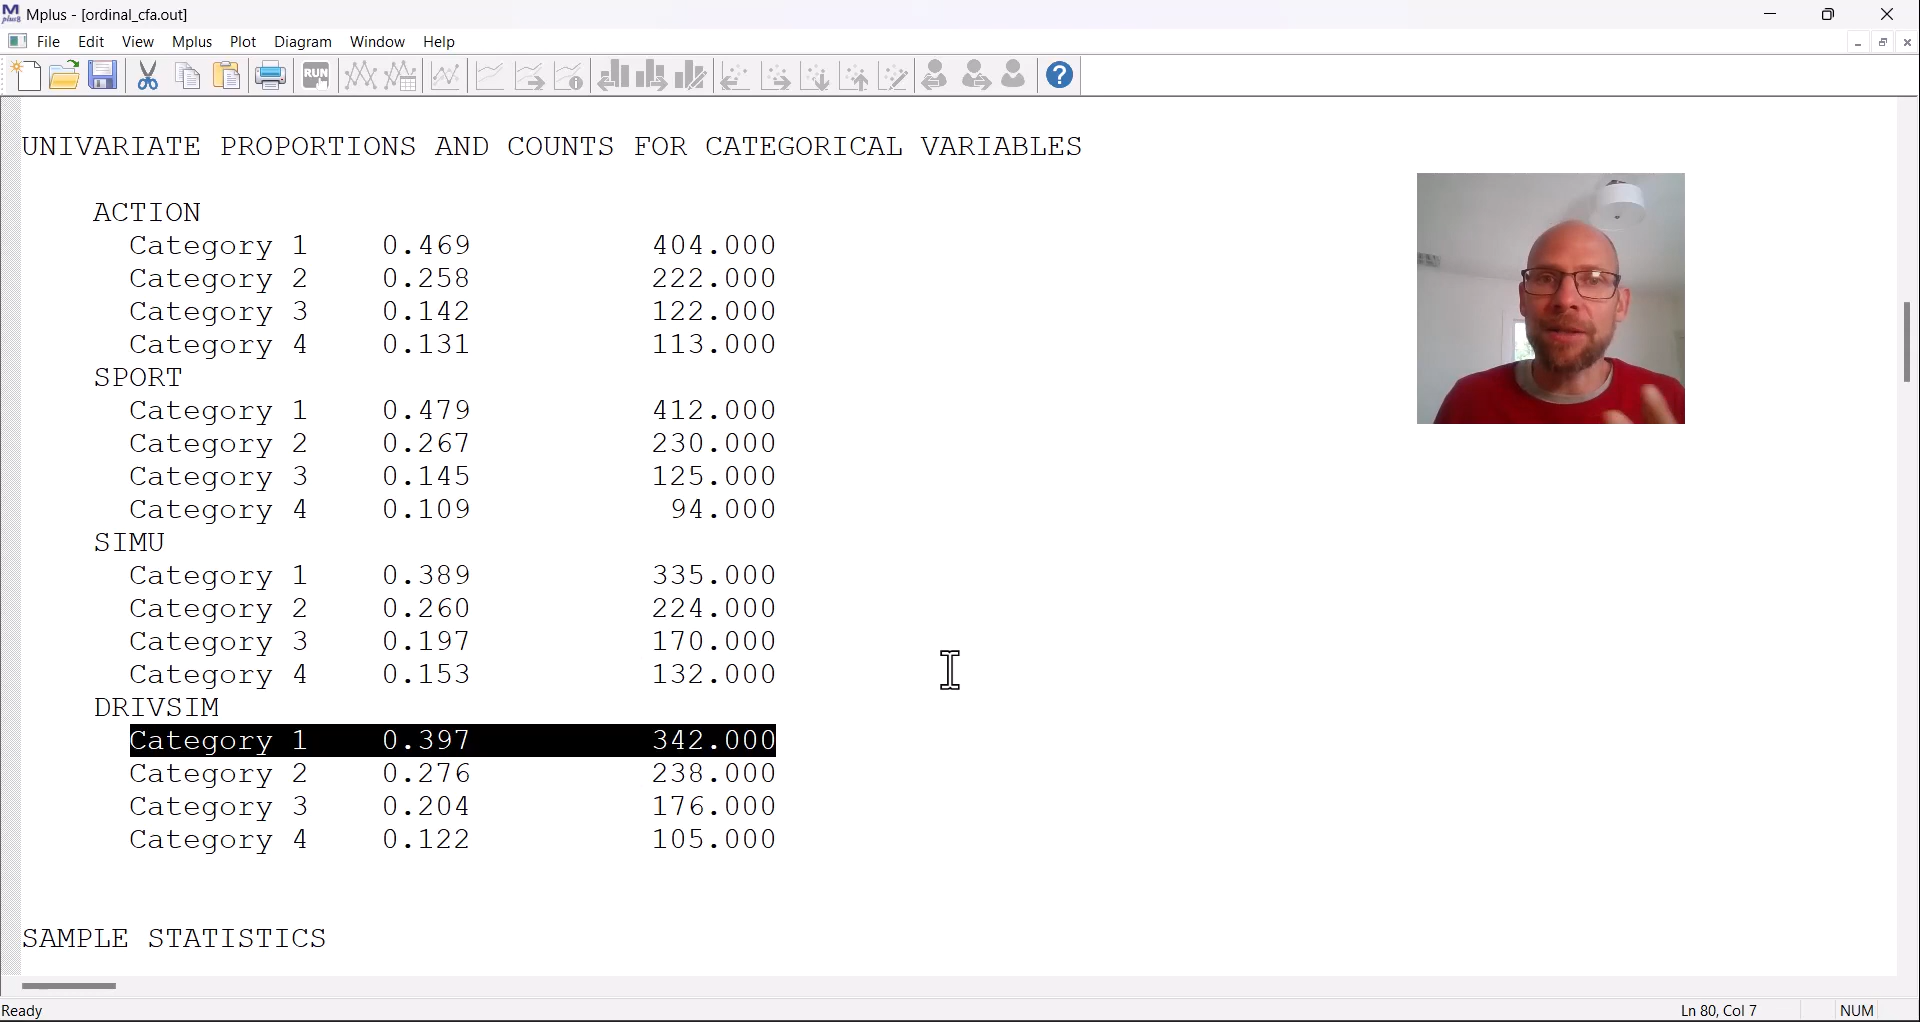 Mplus - [ordinal_cfa.out]
File Edit View Mplus Plot Diagram Window Help
RUN
UNIVARIATE PROPORTIONS AND COUNTS FOR CATEGORICAL VARIABLES
ACTION
Category 1 0.469 404.000
Category 2 0.258 222.000
Category 3 0.142 122.000
Category 4 0.131 113.000
SPORT
Category 1 0.479 412.000
Category 2 0.267 230.000
Category 3 0.145 125.000
Category 4 0.109 94.000
SIMU
Category 1 0.389 335.000
Category 2 0.260 224.000
Category 3 0.197 170.000
Category 4 0.153 132.000
DRIVSIM
Category 1 0.397 342.000
Category 2 0.276 238.000
Category 3 0.204 176.000
Category 4 0.122 105.000
SAMPLE STATISTICS
Ready Ln 80, Col 7 NUM